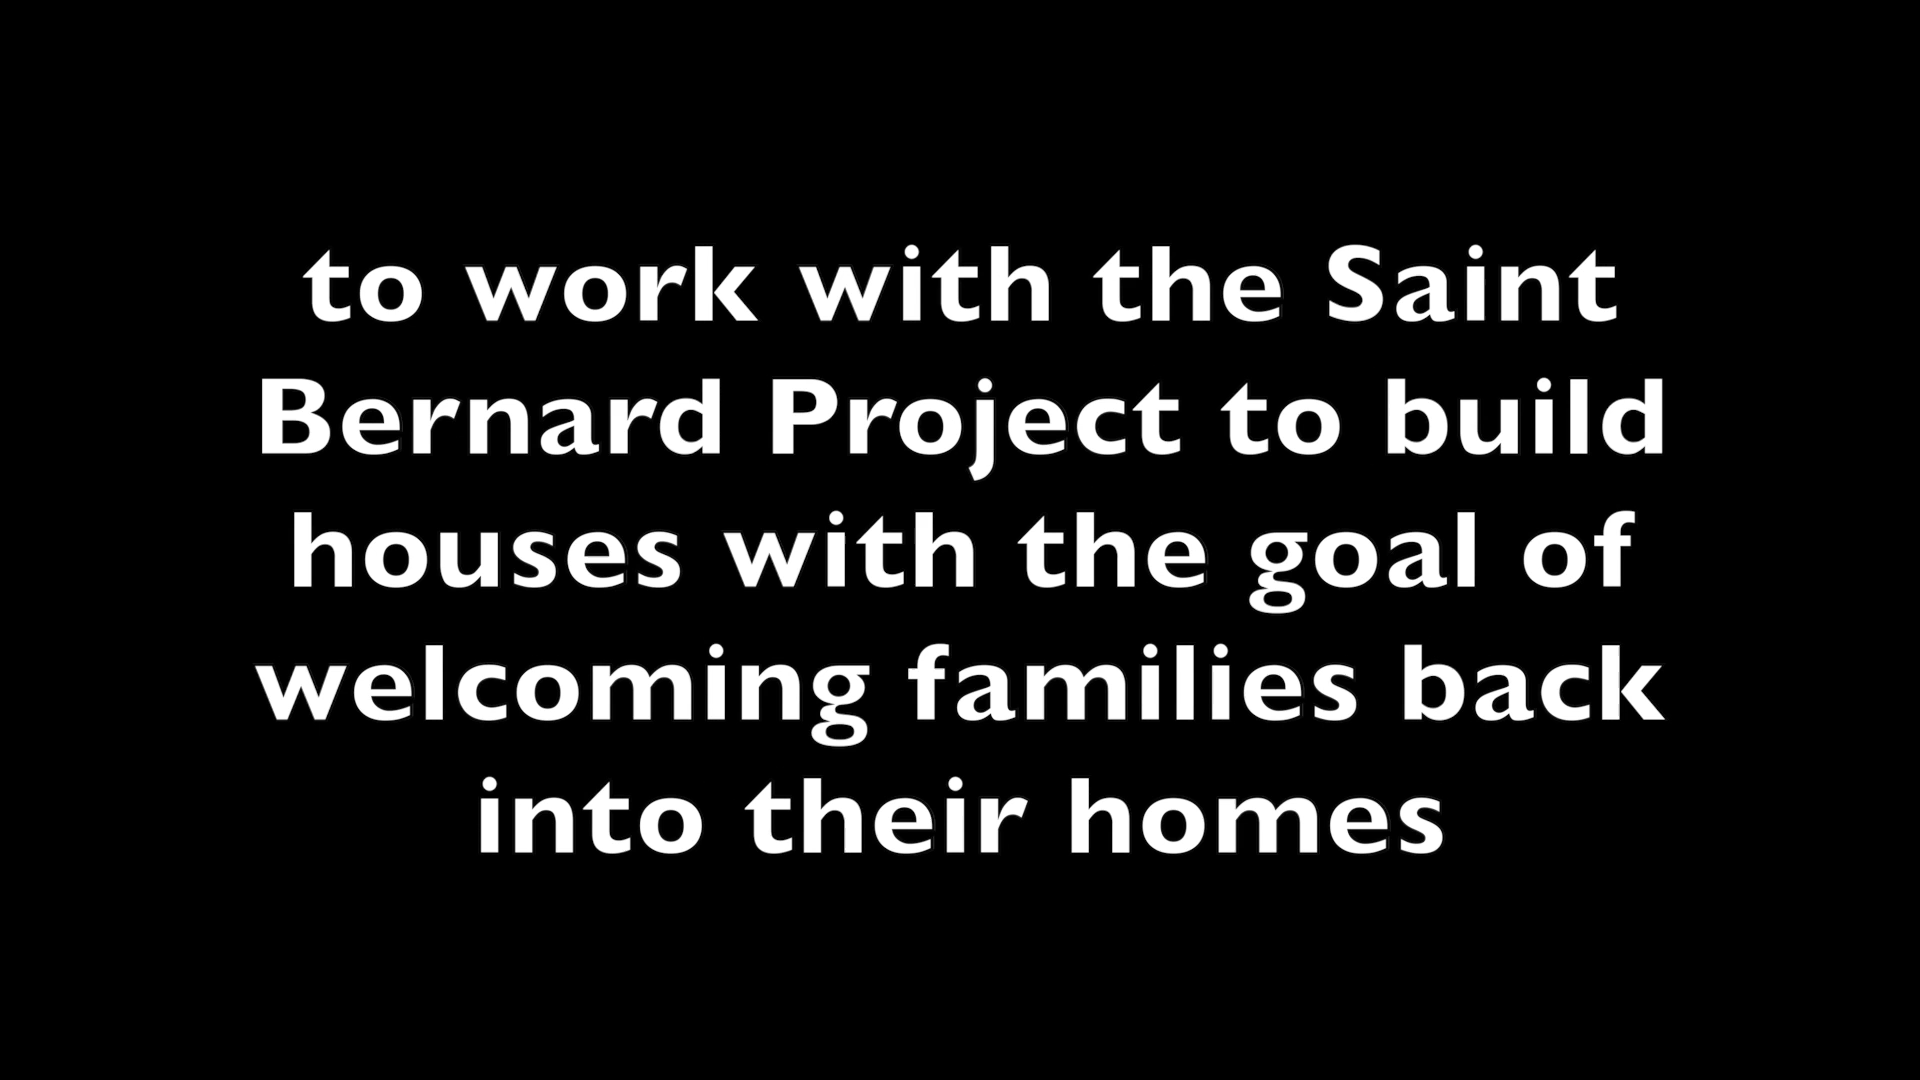 to work with the Saint
Bernard Project to build
houses with the goal of
welcoming families back
into their homes